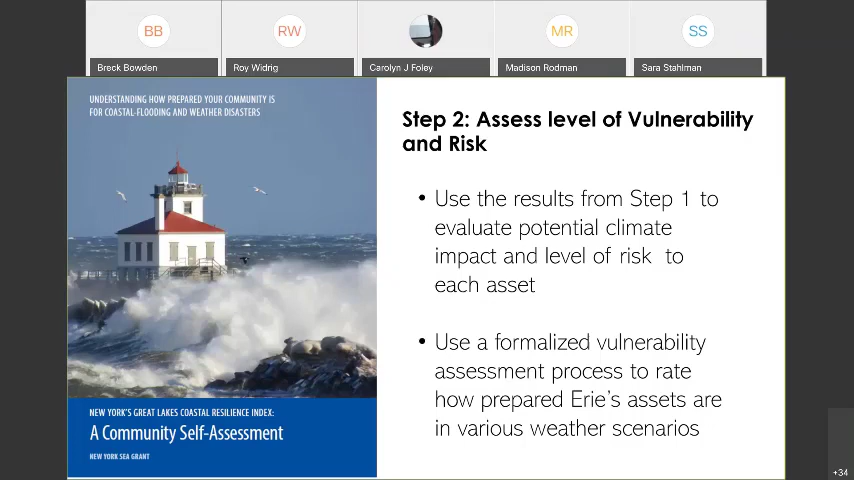 BB
RW
MR
SS
Breck Bowden
Roy Widrig
Carolyn J Foley
Madison Rodman
Sara Stahlman
UNDERSTANDING HOW PREPARED YOUR COMMUNITY IS
FOR COASTAL-FLOODING AND WEATHER DISASTERS
NEW YORK'S GREAT LAKES COASTAL RESILIENCE INDEX:
A Community Self-Assessment
NEW YORK SEA GRANT
Step 2: Assess level of Vulnerability
and Risk
• Use the results from Step 1 to
evaluate potential climate
impact and level of risk to
each asset
• Use a formalized vulnerability
assessment process to rate
how prepared Erie's assets are
in various weather scenarios
+34